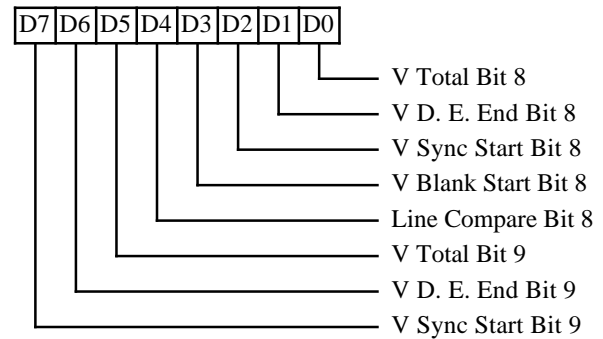 D7 D6 D5 D4 D3 D2 D1 D0
V Total Bit 8
V D. E. End Bit 8
V Sync Start Bit 8
V Blank Start Bit 8
Line Compare Bit 8
V Total Bit 9
V D. E. End Bit 9
V Sync Start Bit 9